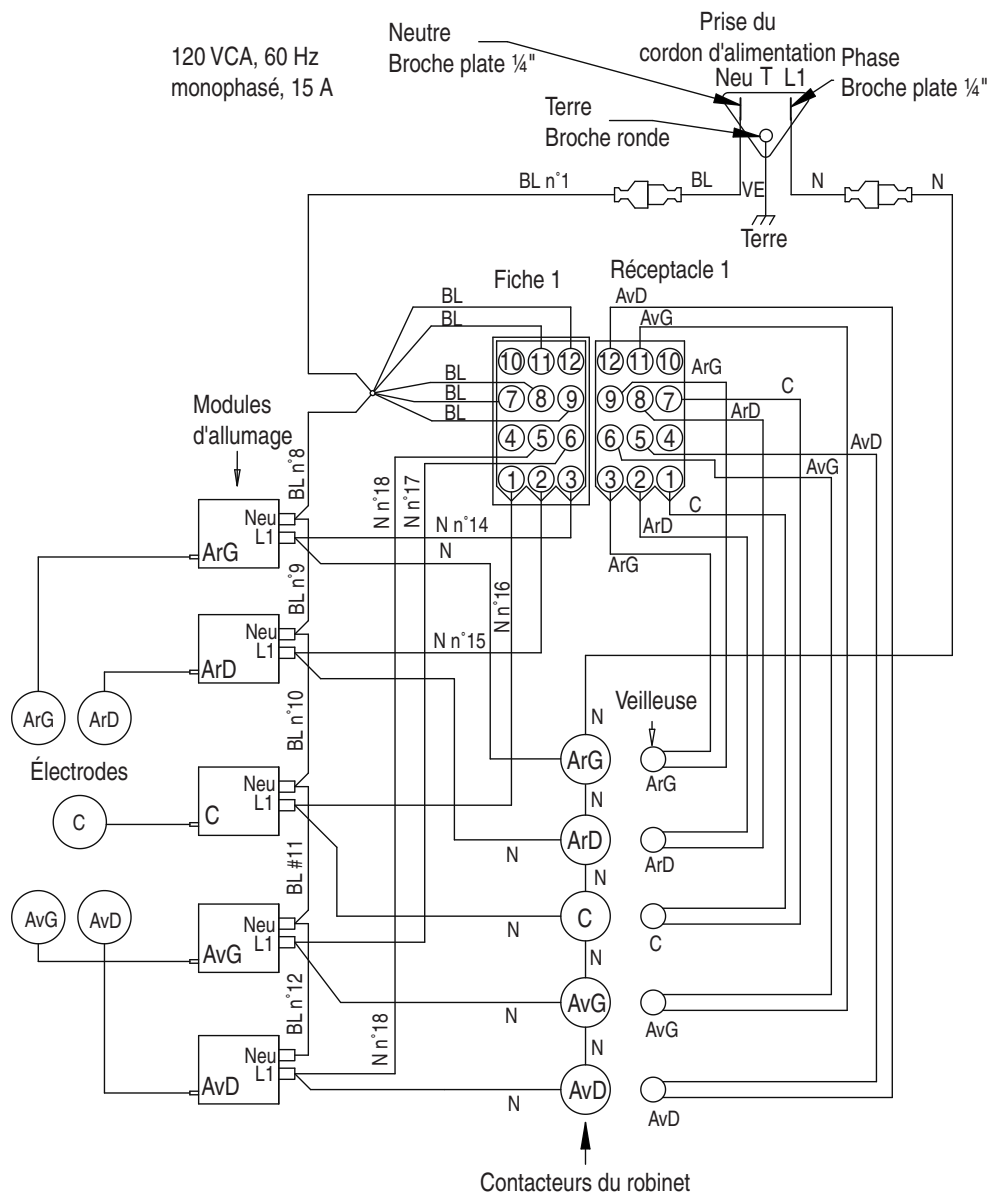 120 VCA, 60 Hz
monophasé, 15 A
Neutre
Broche plate ¼"
Prise du
cordon d'alimentation
Neu T L1
Phase
Broche plate ¼"
Terre
Broche ronde
BL n°1
BL
VE
N
N
Terre
Fiche 1
Réceptacle 1
BL
BL
BL
BL
BL
10 11 12
7 8 9
4 5 6
1 2 3
12 11 10
9 8 7
6 5 4
3 2 1
AvD
AvG
ArG
C
ArD
AvD
AvG
C
ArD
ArG
Modules
d'allumage
BL n°8
N n°18
N n°17
N n°14
N
N n°16
Neu
L1
ArG
BL n°9
Neu
L1
ArD
N n°15
BL n°10
ArG
ArD
Électrodes
C
Neu
L1
C
BL #11
AvG
AvD
Neu
L1
AvG
BL n°12
N n°18
Neu
L1
AvD
N
ArG
N
ArD
N
N
C
N
N
AvG
N
N
AvD
N
Veilleuse
ArG
ArD
C
AvG
AvD
Contacteurs du robinet